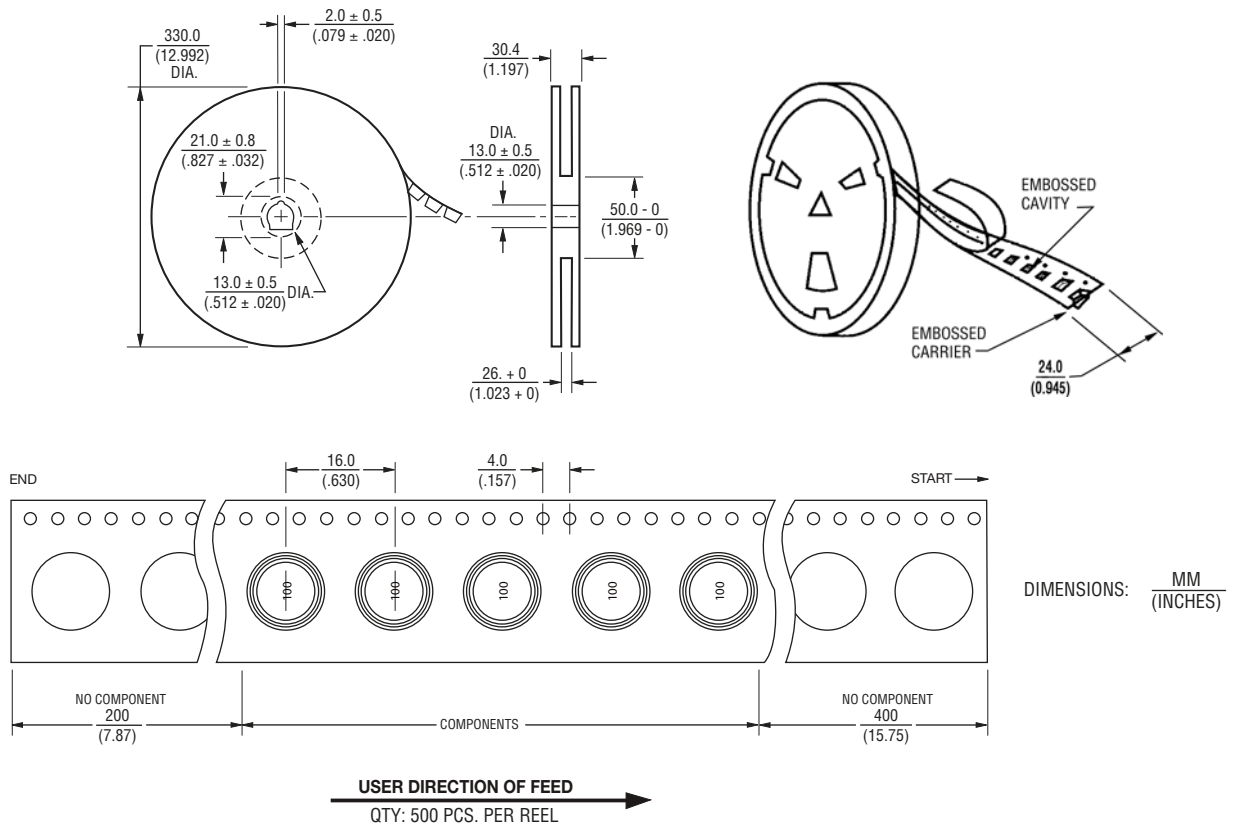 330.0
(12.992)
DIA.
2.0 ± 0.5
(.079 ± .020)
21.0 ± 0.8
(.827 ± .032)
13.0 ± 0.5
(.512 ± .020)
DIA.
30.4
(1.197)
DIA.
13.0 ± 0.5
(.512 ± .020)
50.0 - 0
(1.969 - 0)
26. + 0
(1.023 + 0)
EMBOSSED
CAVITY
EMBOSSED
CARRIER
24.0
(0.945)
END
16.0
(.630)
4.0
(.157)
START
100
100
100
100
100
DIMENSIONS:
MM
(INCHES)
NO COMPONENT
200
(7.87)
COMPONENTS
NO COMPONENT
400
(15.75)
USER DIRECTION OF FEED
QTY: 500 PCS. PER REEL